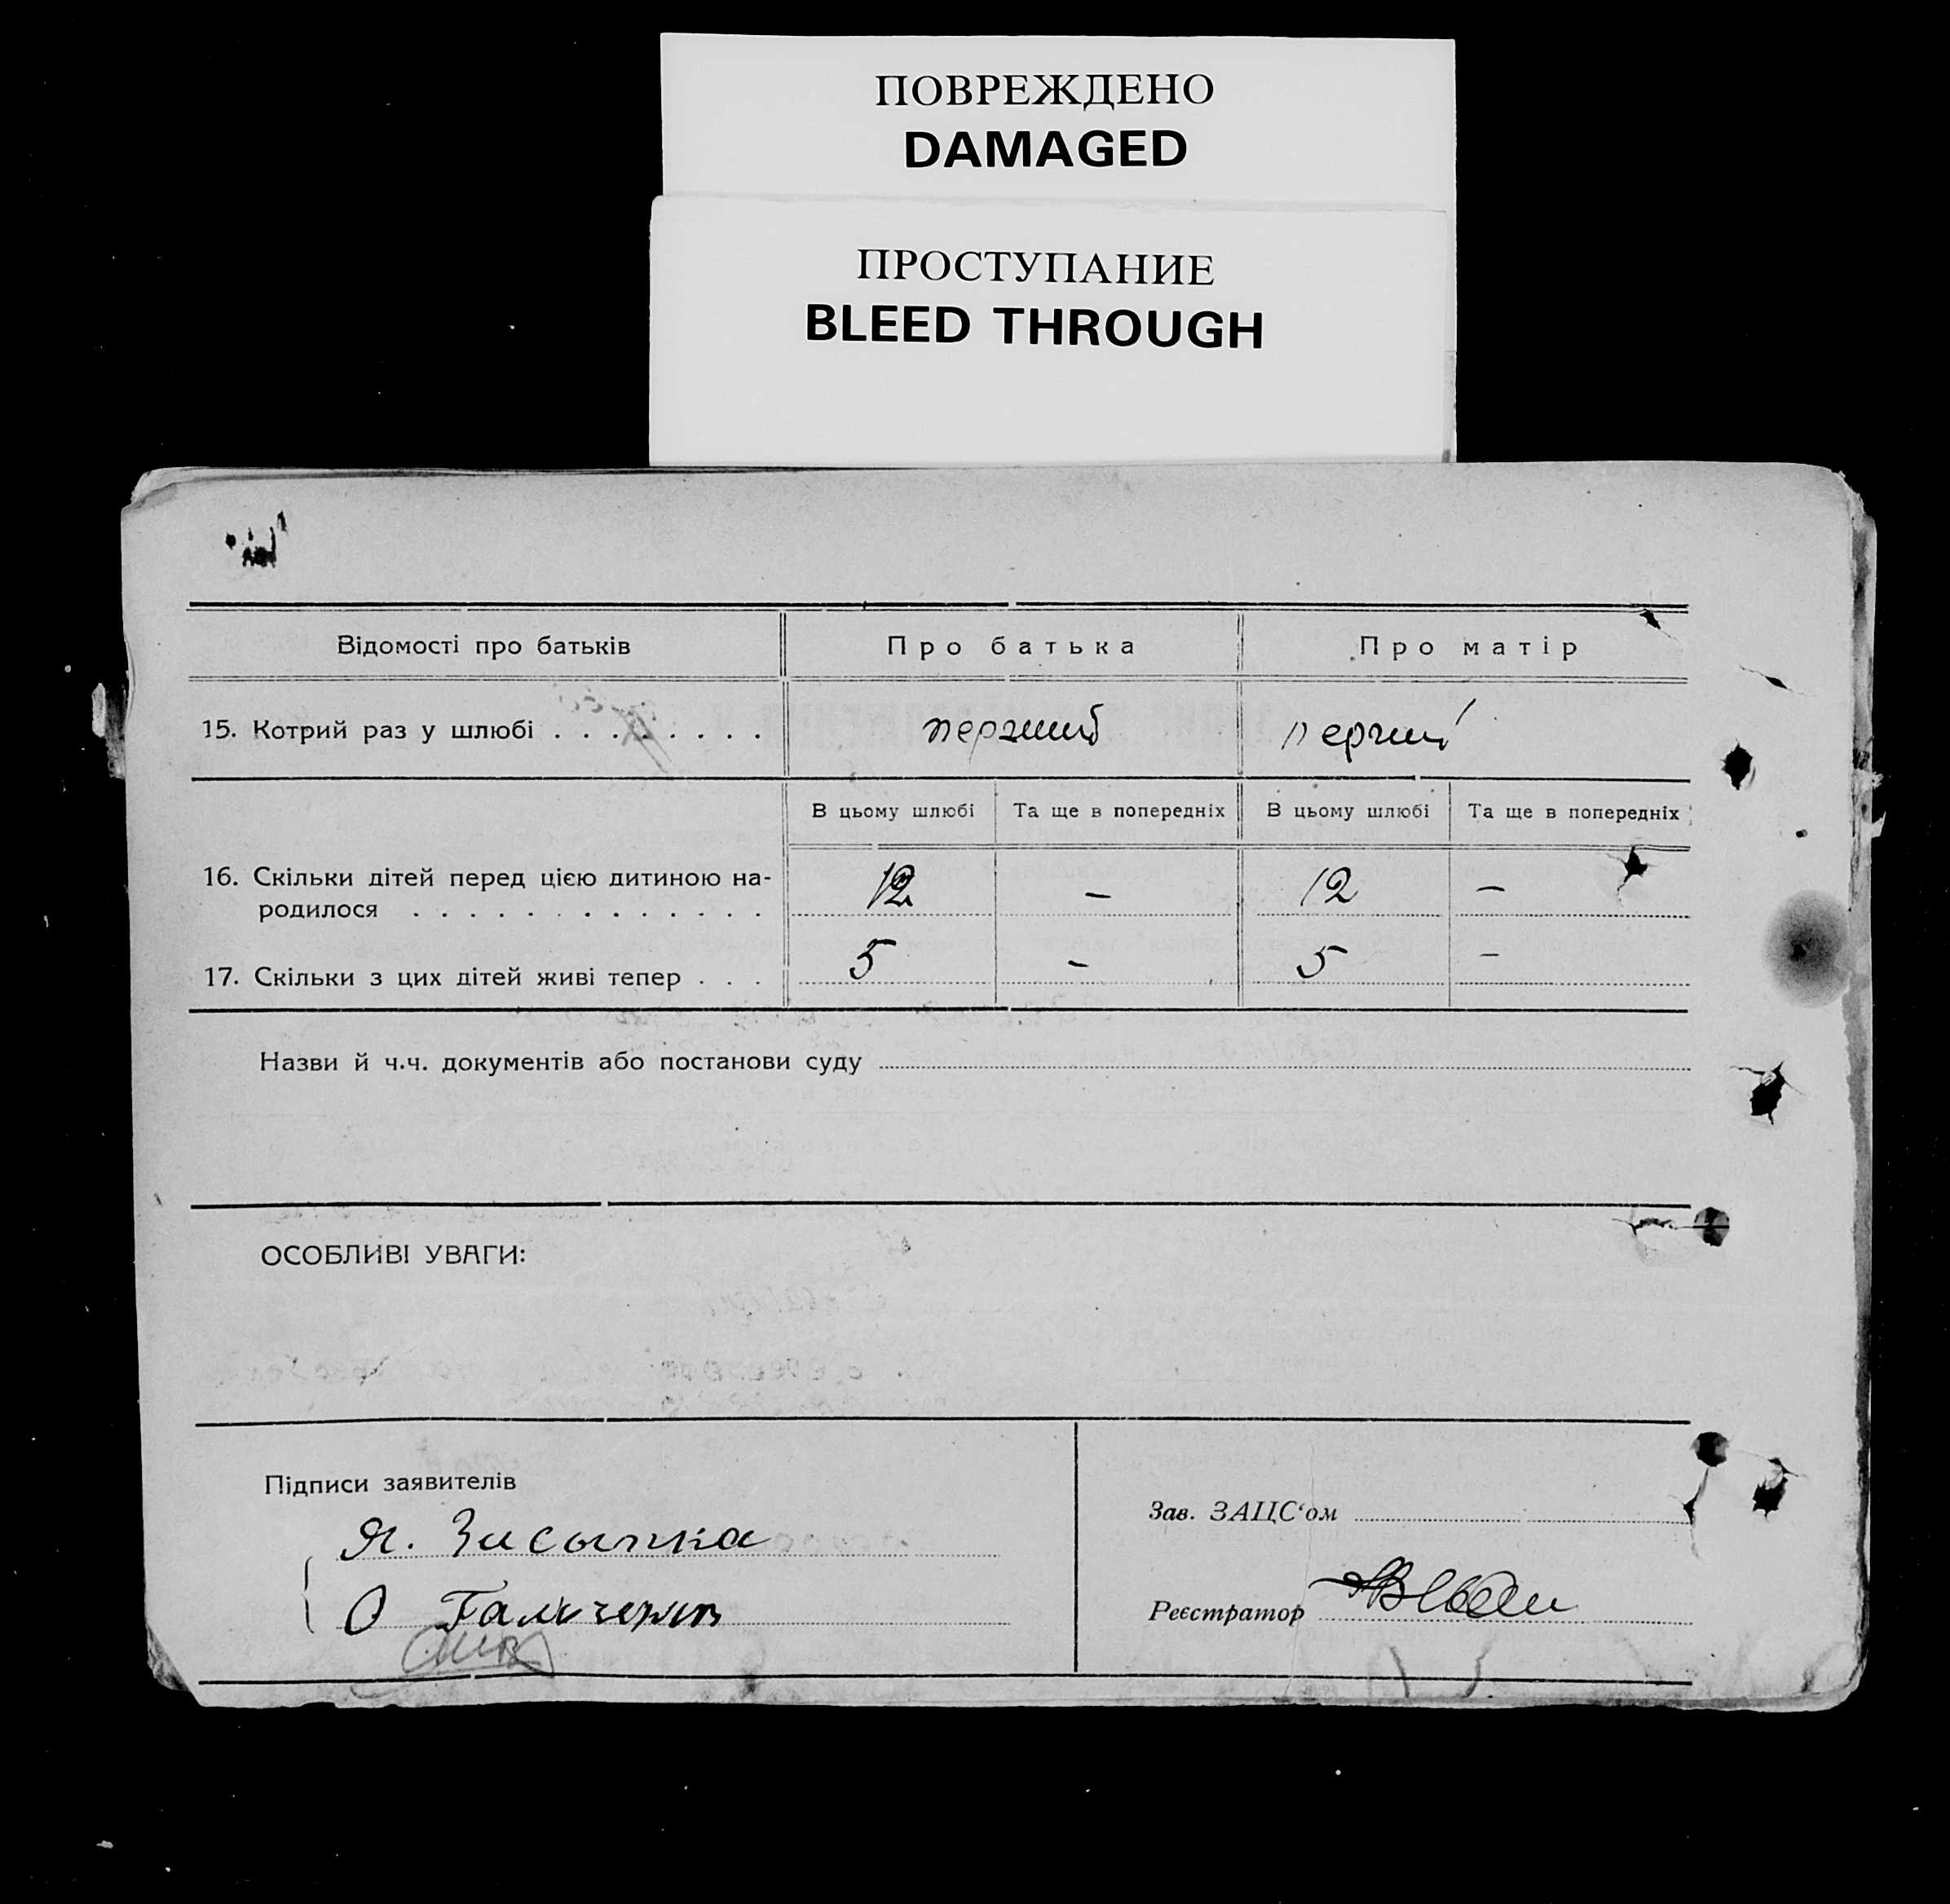 ПОВРЕЖДЕНО
DAMAGED
ПРОСТУПАНИЕ
BLEED THROUGH
Відомості про батьків Про батька Про матір
15. Котрий раз у шлюбі . . . . . . . . . перший перший
В цьому шлюбі Та ще в попередніх В цьому шлюбі Та ще в попередніх
16. Скільки дітей перед цією дитиною на-
родилося . . . . . . . . . . . . . 12 – 12 –
17. Скільки з цих дітей живі тепер . . . 5 – 5 –
Назви й ч.ч. документів або постанови суду
ОСОБЛИВІ УВАГИ:
Підписи заявителів
Зав. ЗАЦС‘ом
Я.
О
Реєстратор